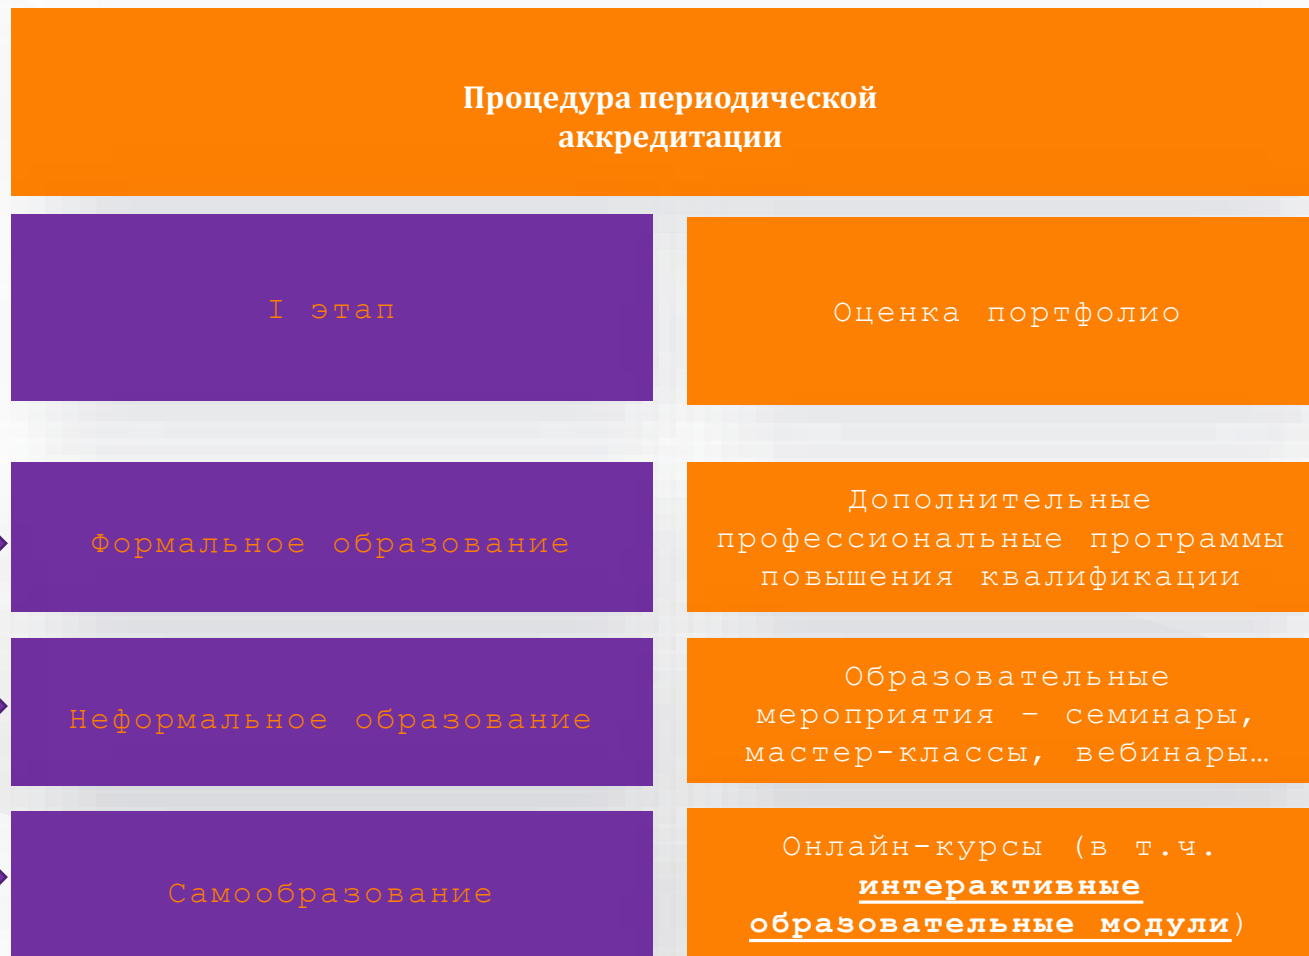 Процедура периодической
аккредитации
I этап
Оценка портфолио
Формальное образование
Дополнительные
профессиональные программы
повышения квалификации
Неформальное образование
Образовательные
мероприятия – семинары,
мастер-классы, вебинары…
Самообразование
Онлайн-курсы (в т.ч.
интерактивные
образовательные модули)